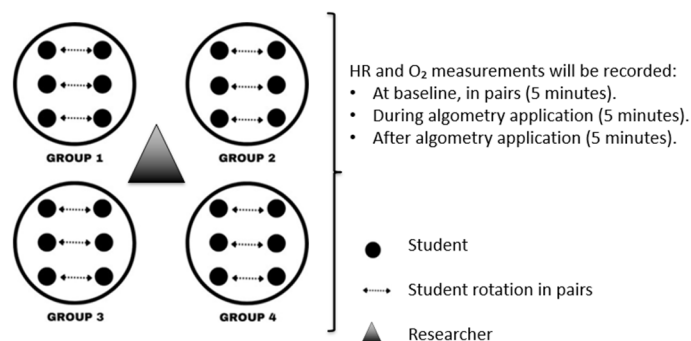 GROUP 1
GROUP 2
GROUP 3
GROUP 4
HR and O₂ measurements will be recorded:
• At baseline, in pairs (5 minutes).
• During algometry application (5 minutes).
• After algometry application (5 minutes).
Student
Student rotation in pairs
Researcher